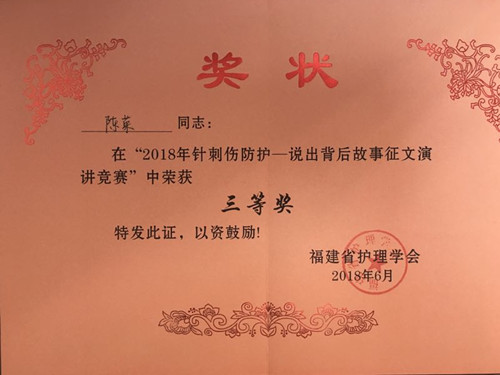 奖状
陈菜 同志：
在“2018年针刺伤防护—说出背后故事征文演
讲竞赛”中荣获
三等奖
特发此证，以资鼓励!
福建省护理学会
2018年6月